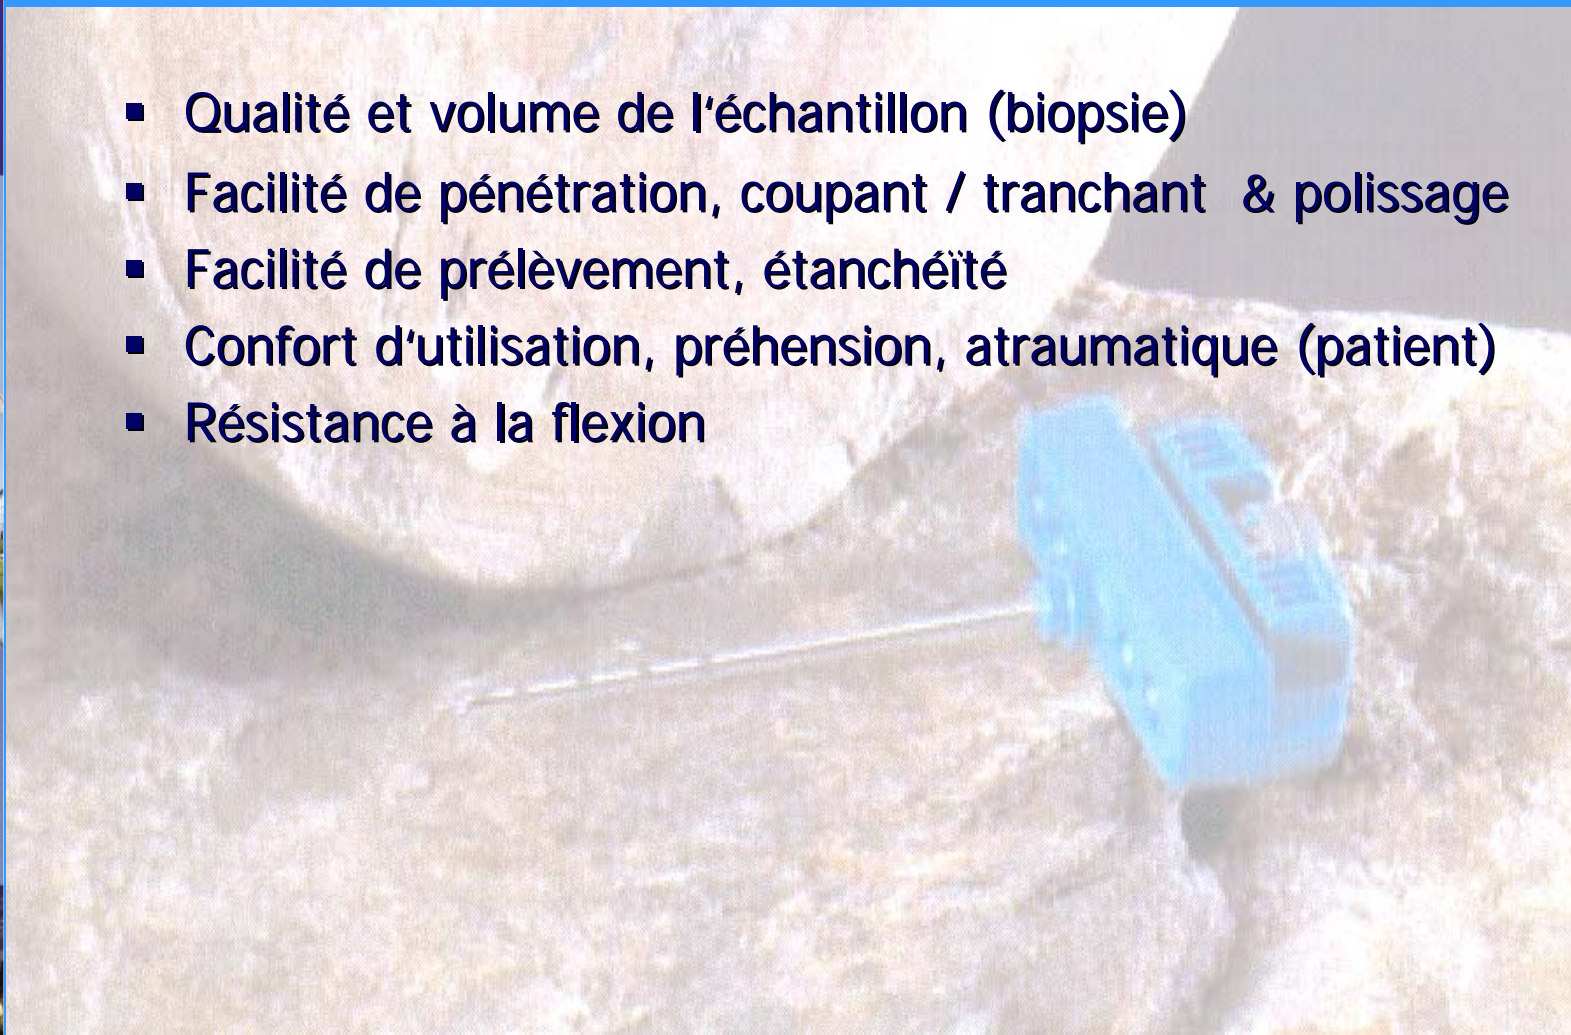 ▪ Qualité et volume de l'échantillon (biopsie)
▪ Facilité de pénétration, coupant / tranchant & polissage
▪ Facilité de prélèvement, étanchéïté
▪ Confort d'utilisation, préhension, atraumatique (patient)
▪ Résistance à la flexion